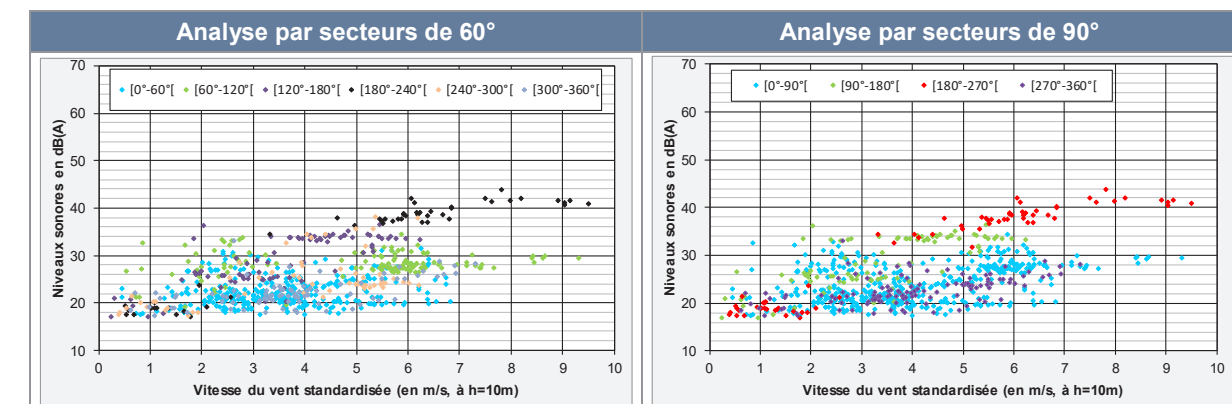 Analyse par secteurs de 60°
Analyse par secteurs de 90°
70
60
50
40
30
20
10
Niveaux sonores en dB(A)
[0°-60°[ [60°-120°[ [120°-180°[ [180°-240°[ [240°-300°[ [300°-360°[
0 1 2 3 4 5 6 7 8 9 10
Vitesse du vent standardisée (en m/s, à h=10m)
70
60
50
40
30
20
10
Niveaux sonores en dB(A)
[0°-90°[ [90°-180°[ [180°-270°[ [270°-360°[
0 1 2 3 4 5 6 7 8 9 10
Vitesse du vent standardisée (en m/s, à h=10m)